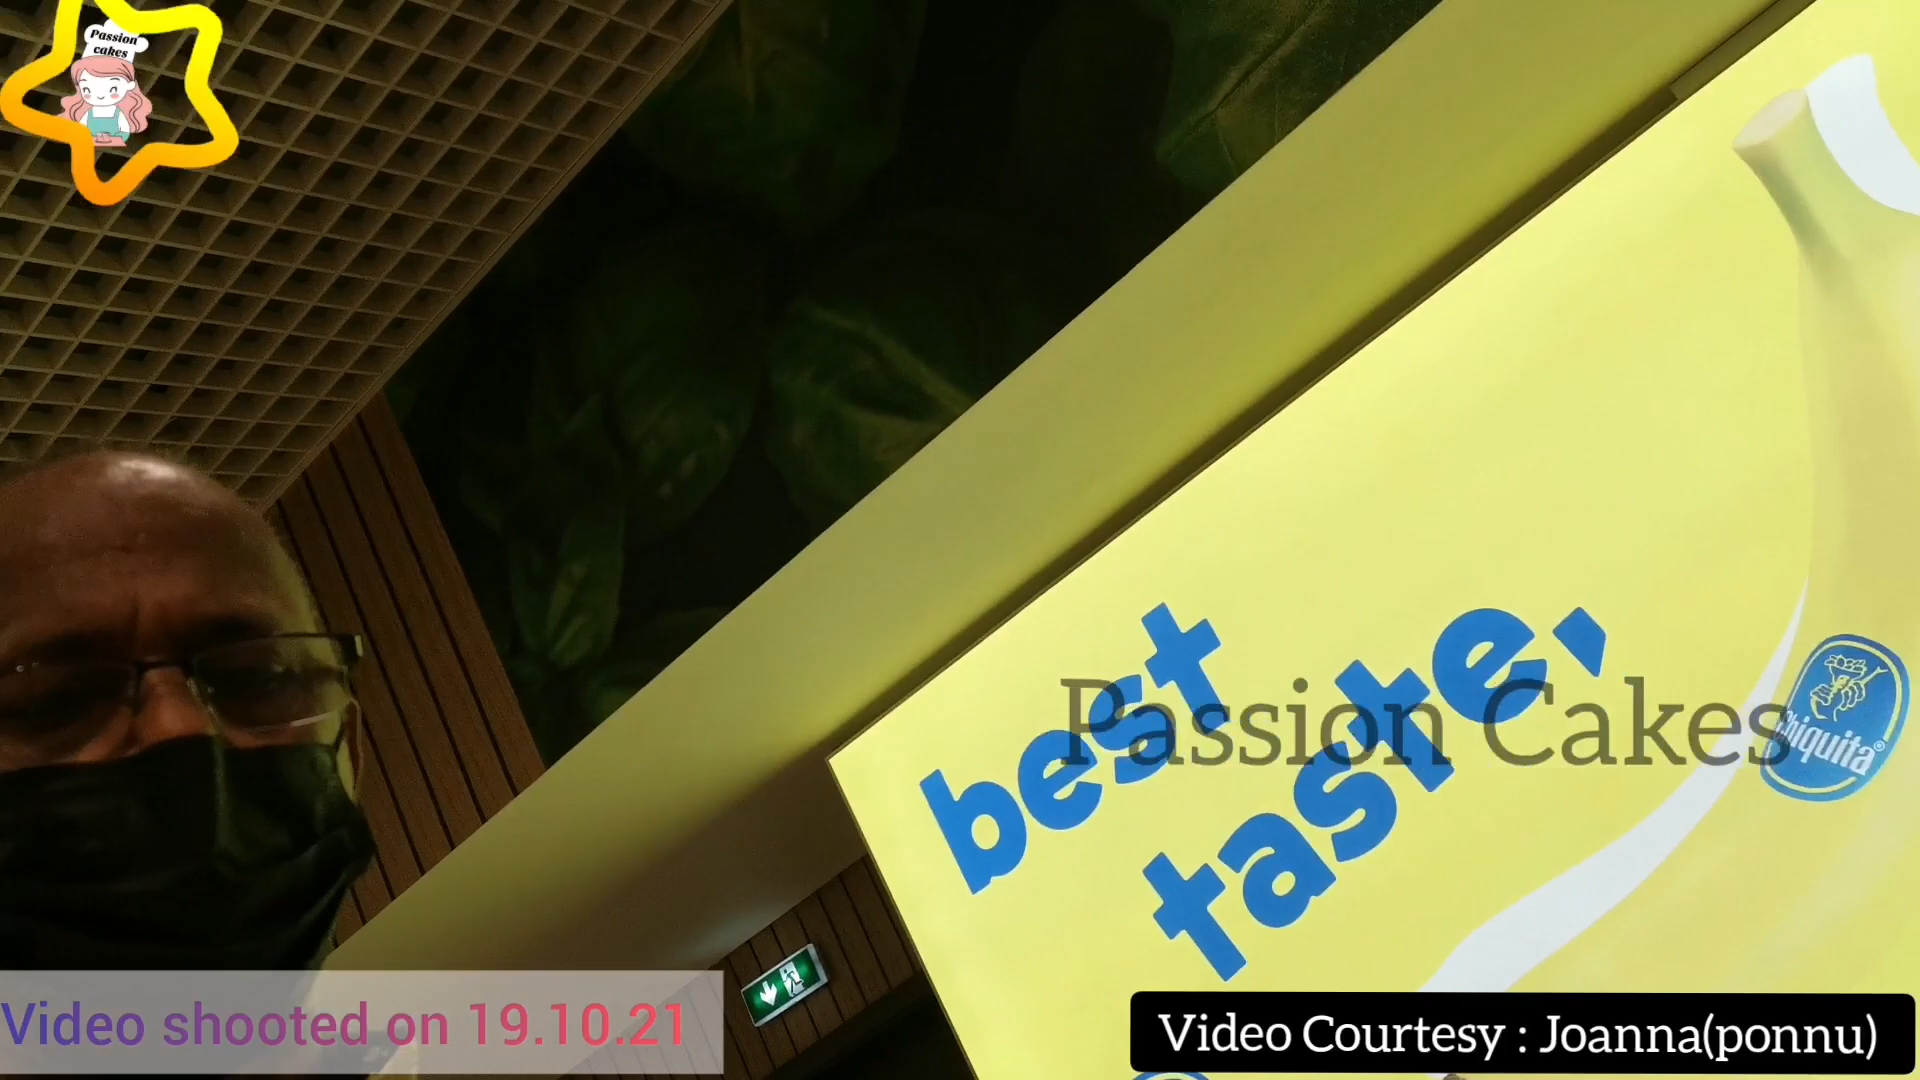 Passion
cakes
best
taste,
Passion Cakes
Chiquita®
Video shooted on 19.10.21
Video Courtesy : Joanna(ponnu)